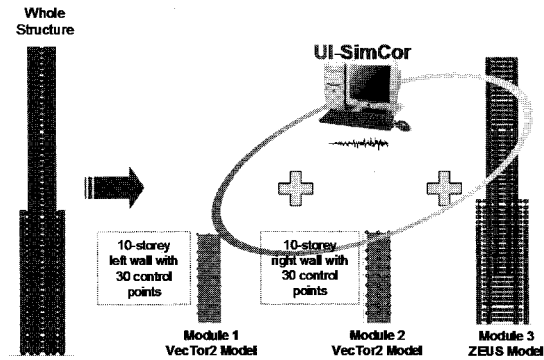 Whole
Structure
UI-SimCor
10-storey
left wall with
30 control
points
10-storey
right wall with
30 control
points
Module 1
VecTor2 Model
Module 2
VecTor2 Model
Module 3
ZEUS Model